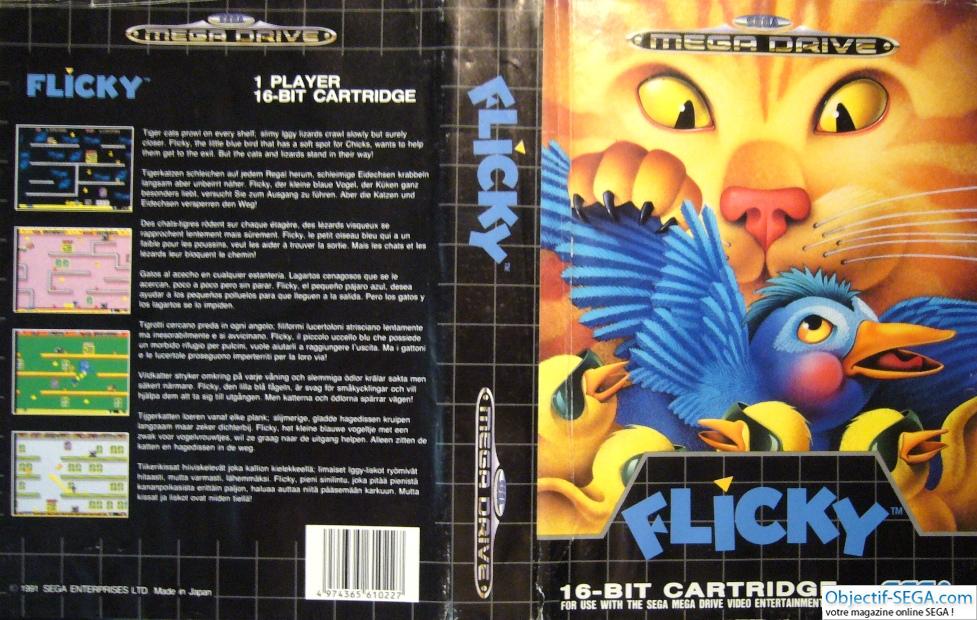 SEGA
MEGA DRIVE
FLiCKY™
1 PLAYER
16-BIT CARTRIDGE
Tiger cats prowl on every shelf; slimy Iggy lizards crawl slowly but surely
closer. Flicky, the little blue bird that has a soft spot for Chicks, wants to help
them get to the exit. But the cats and lizards stand in their way!
Tigerkatzen schleichen auf jedem Regal herum, schleimige Eidechsen krabbeln
langsam aber unbeirrt näher. Flicky, der kleine blaue Vogel, der Küken ganz
besonders liebt, versucht Sie zum Ausgang zu führen. Aber die Katzen und
Eidechsen versperren den Weg!
Des chats-tigres rôdent sur chaque étagère, des lézards visqueux se
rapprochent lentement mais sûrement. Flicky, le petit oiseau bleu qui a un
faible pour les poussins, veut les aider à trouver la sortie. Mais les chats et les
lézards leur bloquent le chemin!
Gatos al acecho en cualquier estantería. Lagartos cenagosos que se le
acercan, poco a poco pero sin parar. Flicky, el pequeño pájaro azul, desea
ayudar a los pequeños polluelos para que lleguen a la salida. Pero los gatos y
los lagartos se lo impiden.
Tigrotti cercano preda in ogni angolo; filiformi lucertoloni strisciano lentamente
ma inesorabilmente e si avvicinano. Flicky, il piccolo uccello blu che possiede
un morbido rifugio per pulcini, vuole aiutarli a raggiungere l'uscita. Ma i gattoni
e le lucertole proseguono imperterriti per la loro via!
Vildkatter stryker omkring på varje våning och slemmiga ödlor krälar sakta men
säkert närmare. Flicky, den lilla blå fågeln, är svag för småkycklingar och vill
hjälpa dem att ta sig till utgången. Men katterna och ödlorna spärrar vägen!
Tijgerkatten loeren vanaf elke plank; slijmerige, gladde hagedissen kruipen
langzaam maar zeker dichterbij. Flicky, het kleine blauwe vogeltje met een
zwak voor vogelvrouwtjes, wil ze graag naar de uitgang helpen. Alleen zitten de
katten en hagedissen in de weg.
Tiikerikissat hiiviskelevät joka kallion kielekkeellä; limaiset Iggy-liskot ryömivät
hitaasti, mutta varmasti, lähemmäksi. Flicky, pieni sinilintu, joka pitää pienistä
kananpoikasista erittäin paljon, haluaa auttaa niitä pääsemään karkuun. Mutta
kissat ja liskot ovat niiden tiellä!
© 1991 SEGA ENTERPRISES LTD. Made in Japan
4 974365 610227
FLiCKY™
SEGA
MEGA DRIVE
SEGA
MEGA DRIVE
FLiCKY™
16-BIT CARTRIDGE
FOR USE WITH THE SEGA MEGA DRIVE VIDEO ENTERTAINMENT
SEGA
Objectif-SEGA.com
votre magazine online SEGA !